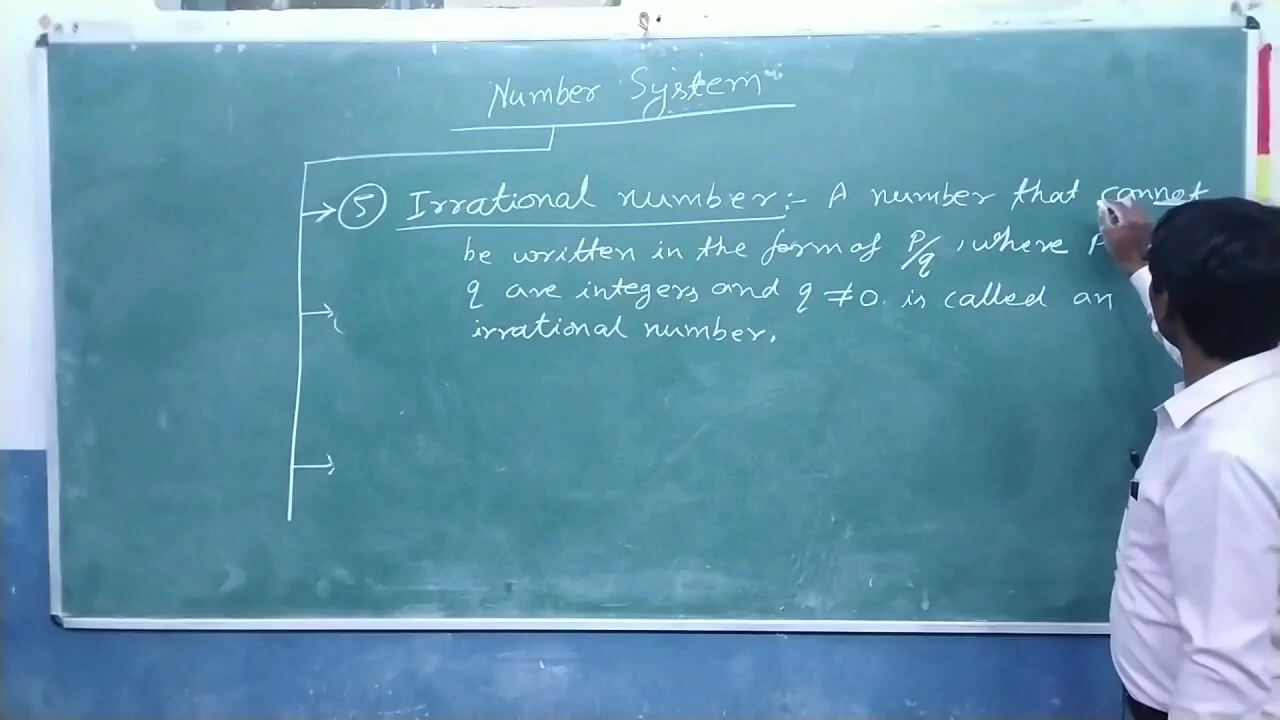 Number System
⑤ Irrational number:- A number that cannot
be written in the form of P/q, where P
q are integers and q ≠ 0. is called an
irrational number.